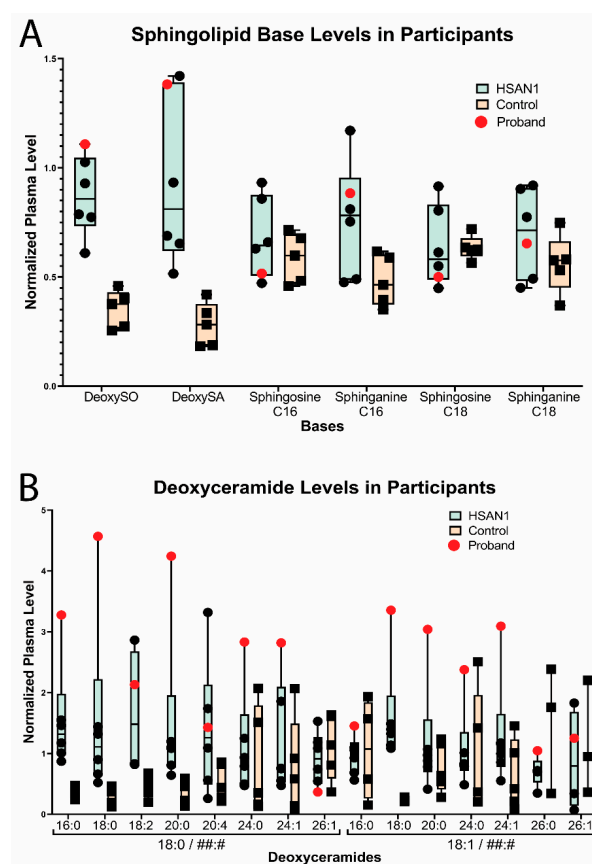 A
Sphingolipid Base Levels in Participants
Normalized Plasma Level
1.5
1.0
0.5
0.0
HSAN1
Control
Proband
DeoxySO DeoxySA Sphingosine C16 Sphinganine C16 Sphingosine C18 Sphinganine C18
Bases
B
Deoxyceramide Levels in Participants
Normalized Plasma Level
5
4
3
2
1
0
HSAN1
Control
Proband
16:0 18:0 18:2 20:0 20:4 24:0 24:1 26:1 16:0 18:0 20:0 24:0 24:1 26:0 26:1
18:0 / ##:# 18:1 / ##:#
Deoxyceramides